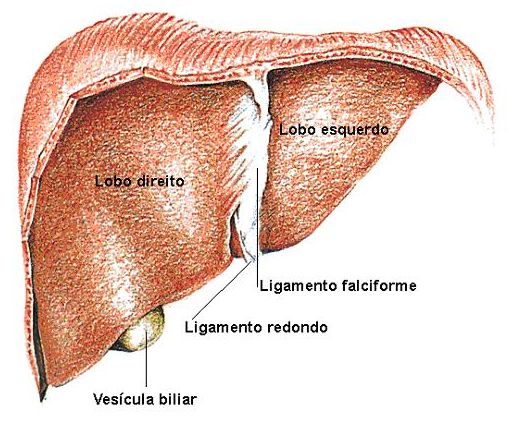 Lobo esquerdo
Lobo direito
Ligamento falciforme
Ligamento redondo
Vesícula biliar